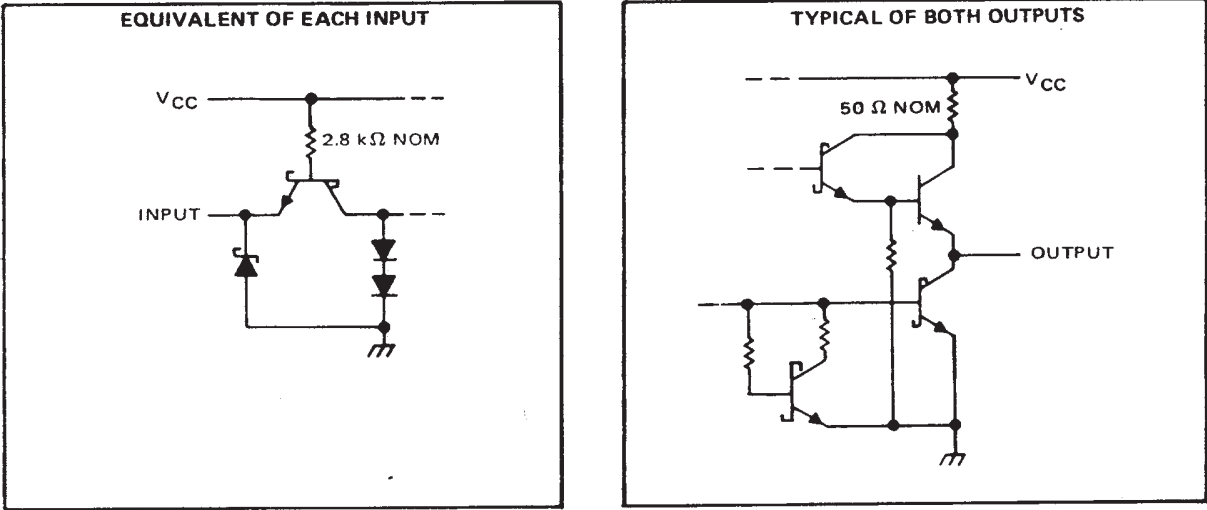 EQUIVALENT OF EACH INPUT
VCC
2.8 kΩ NOM
INPUT
TYPICAL OF BOTH OUTPUTS
VCC
50 Ω NOM
OUTPUT